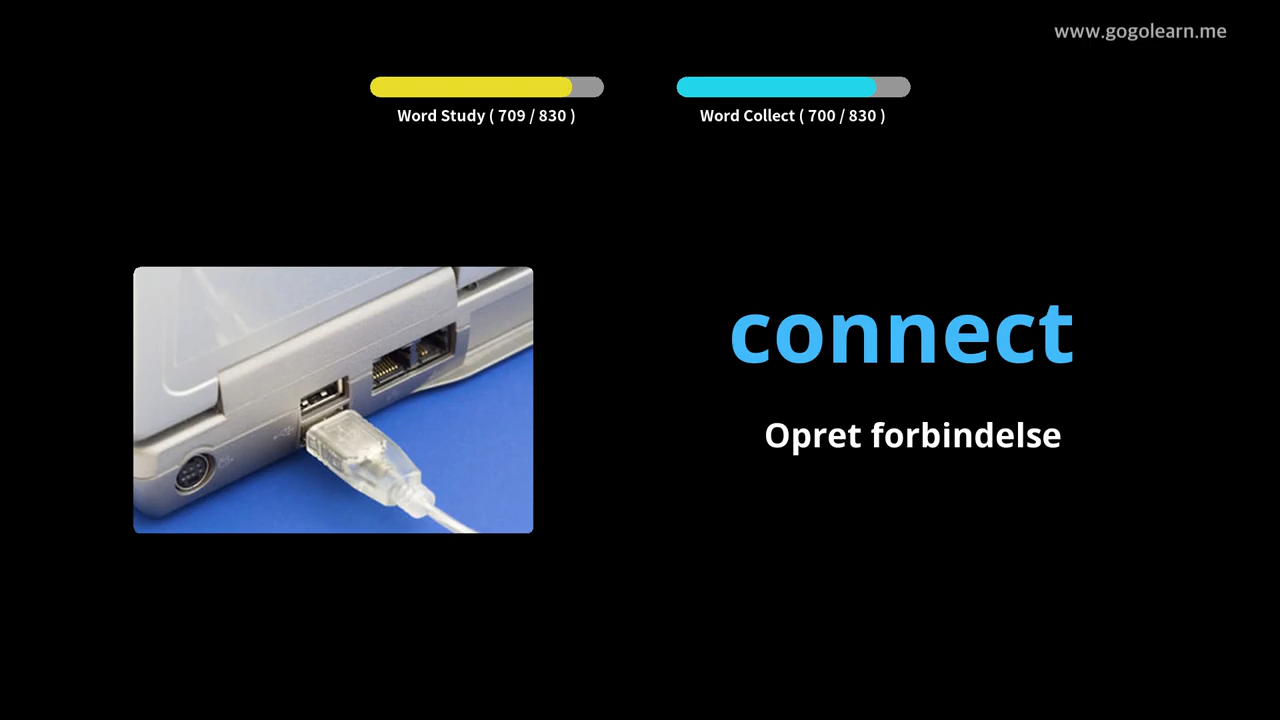 www.gogolearn.me
Word Study ( 709 / 830 )
Word Collect ( 700 / 830 )
connect
Opret forbindelse